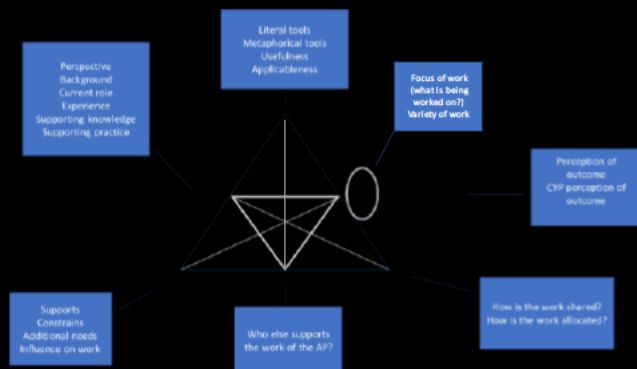 Literal tools
Metaphorical tools
Usefulness
Applicableness
Perspective
Background
Current role
Experience
Supporting knowledge
Supporting practice
Focus of work
(what is being
worked on?)
Variety of work
Perception of
outcome
CYP perception of
outcome
Supports
Constrains
Additional needs
Influence on work
Who else supports
the work of the AP?
How is the work shared?
How is the work allocated?